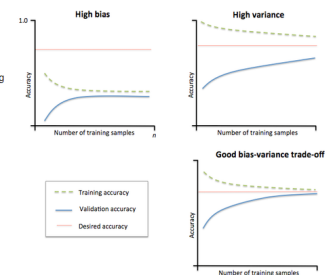 High bias
1.0
Accuracy
Number of training samples
n
High variance
Accuracy
Number of training samples
Training accuracy
Validation accuracy
Desired accuracy
Good bias-variance trade-off
Accuracy
Number of training samples